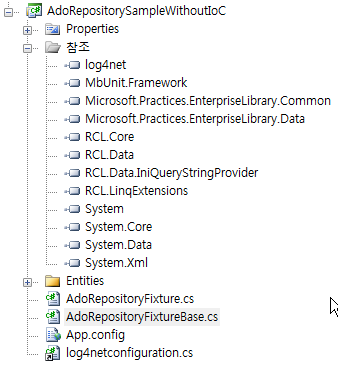 AdoRepositorySampleWithoutIoC
Properties
참조
log4net
MbUnit.Framework
Microsoft.Practices.EnterpriseLibrary.Common
Microsoft.Practices.EnterpriseLibrary.Data
RCL.Core
RCL.Data
RCL.Data.IniQueryStringProvider
RCL.LinqExtensions
System
System.Core
System.Data
System.Xml
Entities
AdoRepositoryFixture.cs
AdoRepositoryFixtureBase.cs
App.config
log4netconfiguration.cs